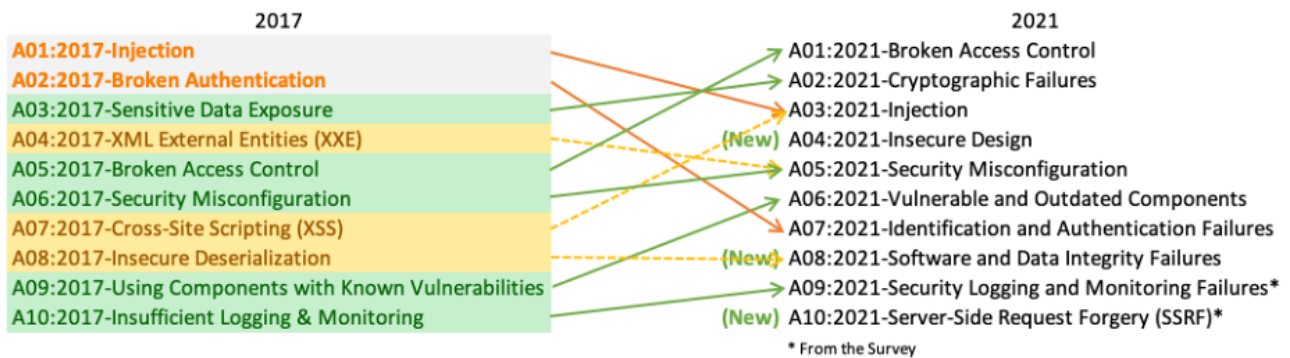 2017 2021
A01:2017-Injection A01:2021-Broken Access Control
A02:2017-Broken Authentication A02:2021-Cryptographic Failures
A03:2017-Sensitive Data Exposure A03:2021-Injection
A04:2017-XML External Entities (XXE) (New) A04:2021-Insecure Design
A05:2017-Broken Access Control A05:2021-Security Misconfiguration
A06:2017-Security Misconfiguration A06:2021-Vulnerable and Outdated Components
A07:2017-Cross-Site Scripting (XSS) A07:2021-Identification and Authentication Failures
A08:2017-Insecure Deserialization (New) A08:2021-Software and Data Integrity Failures
A09:2017-Using Components with Known Vulnerabilities A09:2021-Security Logging and Monitoring Failures*
A10:2017-Insufficient Logging & Monitoring (New) A10:2021-Server-Side Request Forgery (SSRF)*
* From the Survey